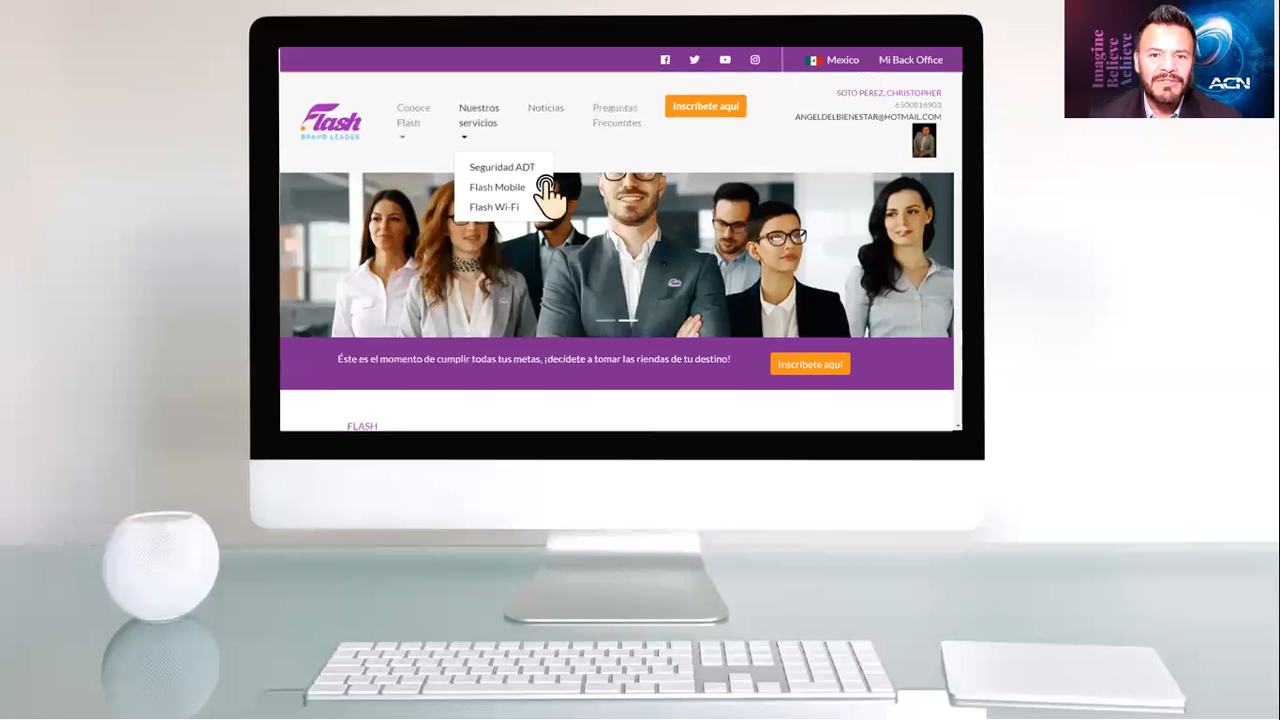 Mexico
Mi Back Office
Flash
BRAND LEADER
Conoce
Flash
Nuestros
servicios
Noticias
Preguntas
Frecuentes
Inscríbete aquí
SOTO PEREZ, CHRISTOPHER
6500816903
ANGELDELBIENESTAR@HOTMAIL.COM
Seguridad ADT
Flash Mobile
Flash Wi-Fi
Éste es el momento de cumplir todas tus metas, ¡decídete a tomar las riendas de tu destino!
Inscríbete aquí
FLASH
Imagine
Believe
Achieve
ACN